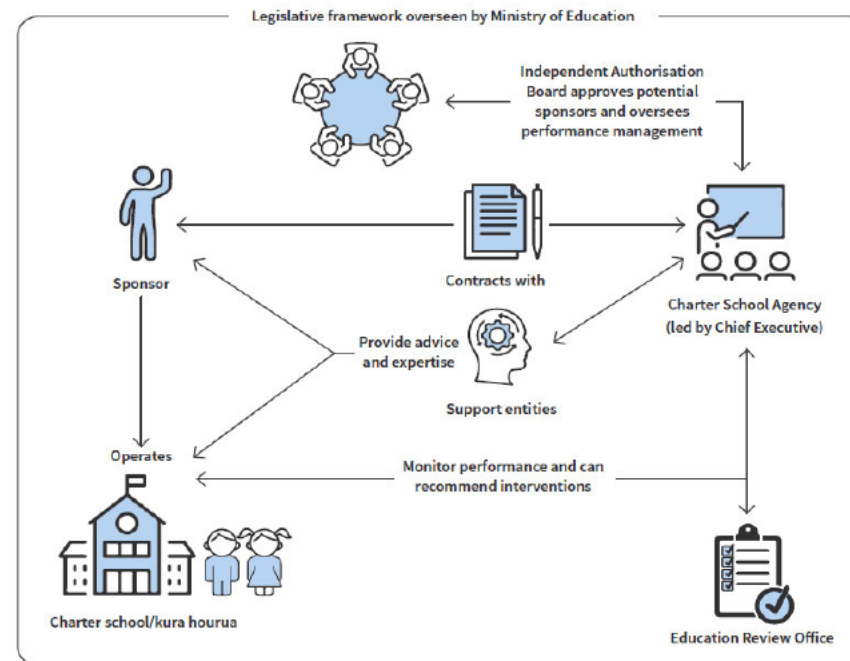 Legislative framework overseen by Ministry of Education
Independent Authorisation
Board approves potential
sponsors and oversees
performance management
Sponsor
Contracts with
Charter School Agency
(led by Chief Executive)
Provide advice
and expertise
Support entities
Operates
Monitor performance and can
recommend interventions
Charter school/kura hourua
Education Review Office